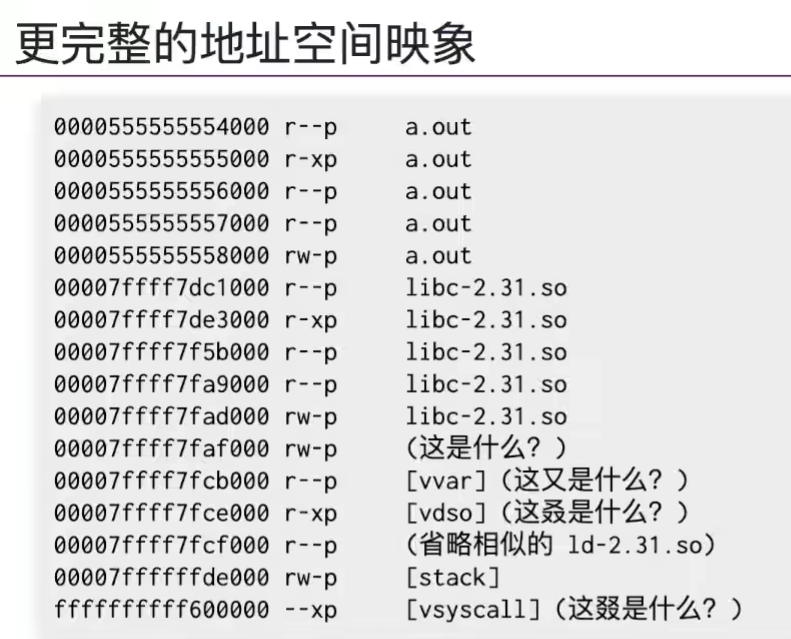 更完整的地址空间映象
0000555555554000 r--p a.out
0000555555555000 r-xp a.out
0000555555556000 r--p a.out
0000555555557000 r--p a.out
0000555555558000 rw-p a.out
00007ffff7dc1000 r--p libc-2.31.so
00007ffff7de3000 r-xp libc-2.31.so
00007ffff7f5b000 r--p libc-2.31.so
00007ffff7fa9000 r--p libc-2.31.so
00007ffff7fad000 rw-p libc-2.31.so
00007ffff7faf000 rw-p (这是什么？)
00007ffff7fcb000 r--p [vvar] (这又是什么？)
00007ffff7fce000 r-xp [vdso] (这叒是什么？)
00007ffff7fcf000 r--p (省略相似的 ld-2.31.so)
00007ffffffde000 rw-p [stack]
ffffffffff600000 --xp [vsyscall] (这叕是什么？)